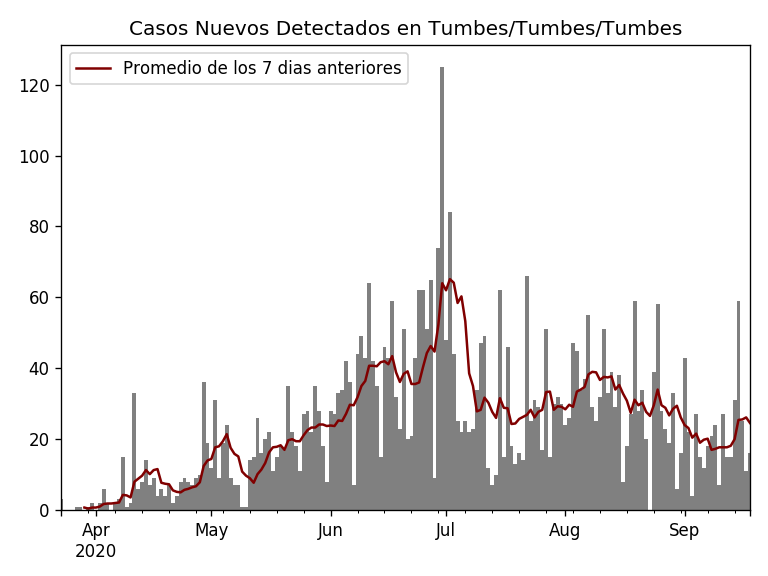 Casos Nuevos Detectados en Tumbes/Tumbes/Tumbes
Promedio de los 7 dias anteriores
120
100
80
60
40
20
0
Apr
2020
May
Jun
Jul
Aug
Sep